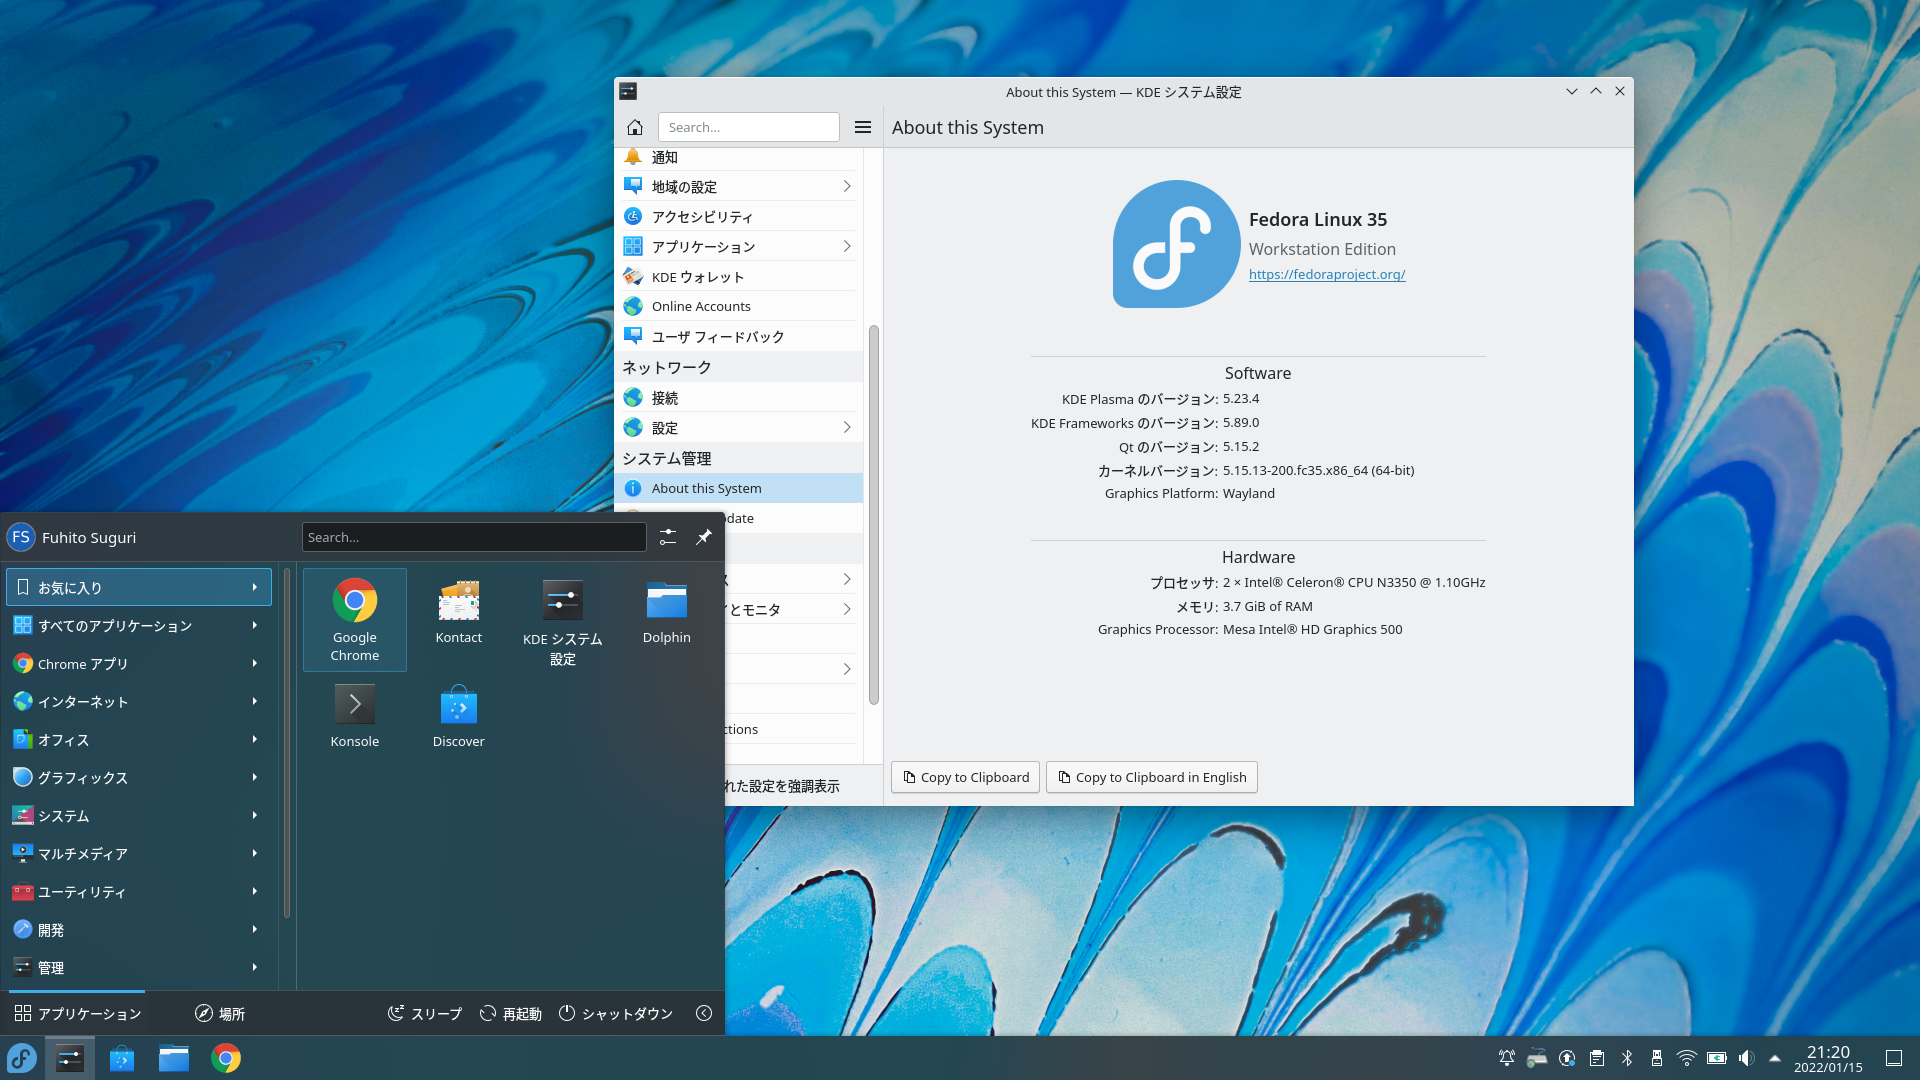 About this System — KDE システム設定
Search...
About this System
通知
地域の設定
アクセシビリティ
アプリケーション
KDE ウォレット
Online Accounts
ユーザ フィードバック
ネットワーク
接続
設定
システム管理
About this System
とモニタ
れた設定を強調表示
Fedora Linux 35
Workstation Edition
https://fedoraproject.org/
Software
KDE Plasma のバージョン: 5.23.4
KDE Frameworks のバージョン: 5.89.0
Qt のバージョン: 5.15.2
カーネルバージョン: 5.15.13-200.fc35.x86_64 (64-bit)
Graphics Platform: Wayland
Hardware
プロセッサ: 2 × Intel® Celeron® CPU N3350 @ 1.10GHz
メモリ: 3.7 GiB of RAM
Graphics Processor: Mesa Intel® HD Graphics 500
Copy to Clipboard
Copy to Clipboard in English
FS Fuhito Suguri
Search...
お気に入り
すべてのアプリケーション
Chrome アプリ
インターネット
オフィス
グラフィックス
システム
マルチメディア
ユーティリティ
開発
管理
Google Chrome
Kontact
KDE システム設定
Dolphin
Konsole
Discover
アプリケーション
場所
スリープ
再起動
シャットダウン
21:20
2022/01/15